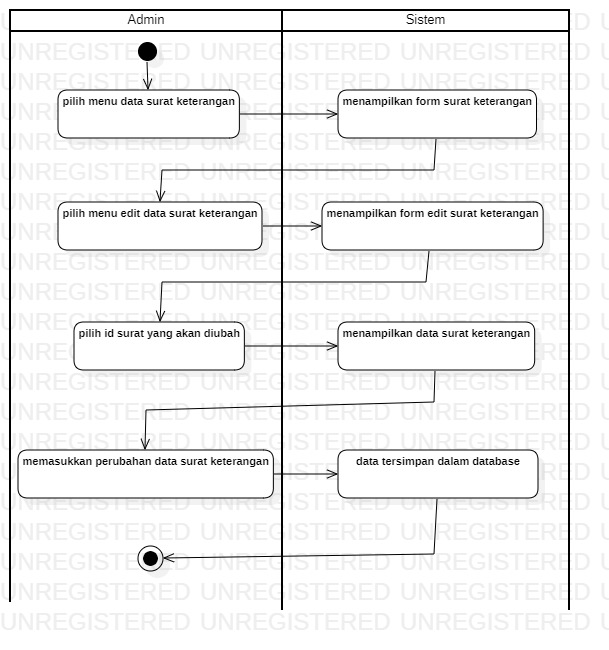 Admin
Sistem
pilih menu data surat keterangan
menampilkan form surat keterangan
pilih menu edit data surat keterangan
menampilkan form edit surat keterangan
pilih id surat yang akan diubah
menampilkan data surat keterangan
memasukkan perubahan data surat keterangan
data tersimpan dalam database
UNREGISTERED